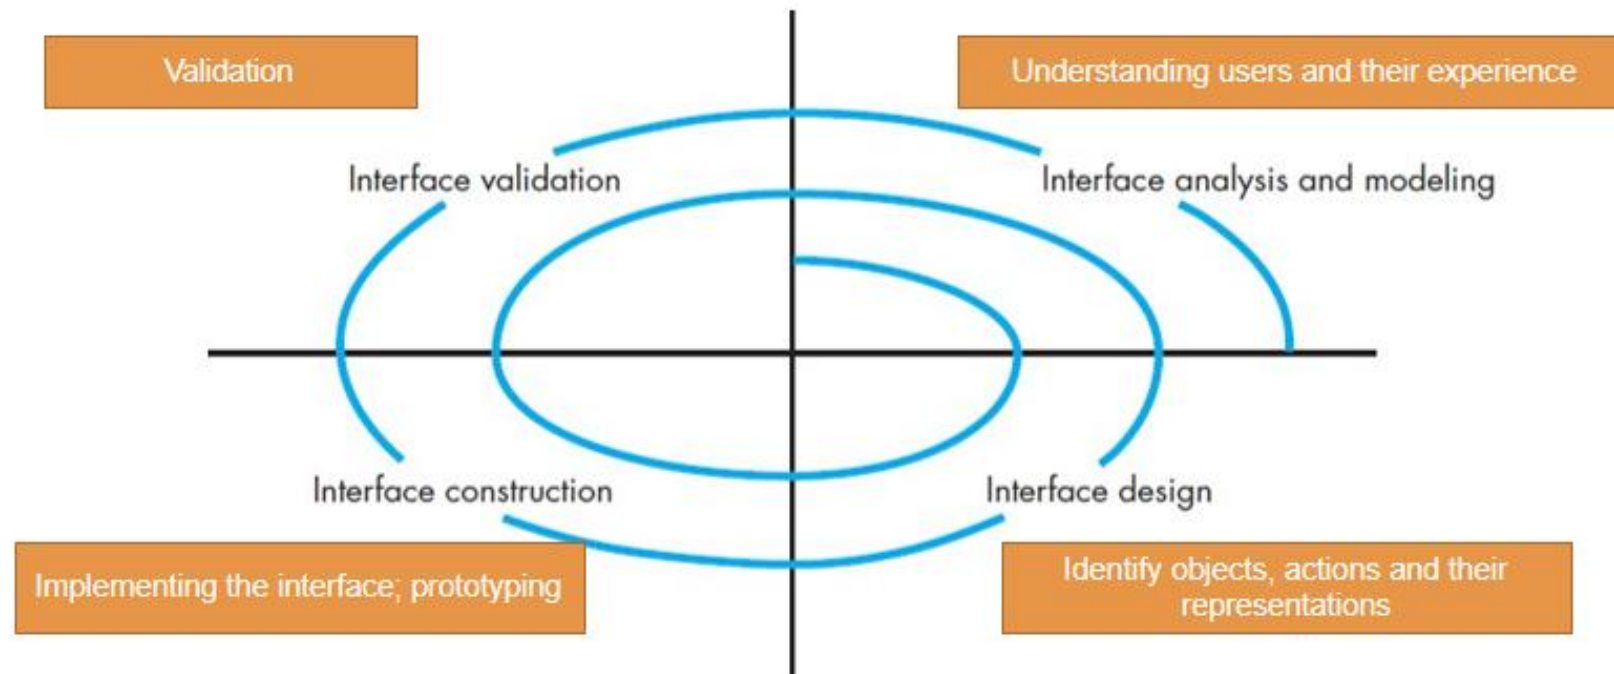 Validation
Understanding users and their experience
Interface validation
Interface analysis and modeling
Interface construction
Interface design
Implementing the interface; prototyping
Identify objects, actions and their
representations